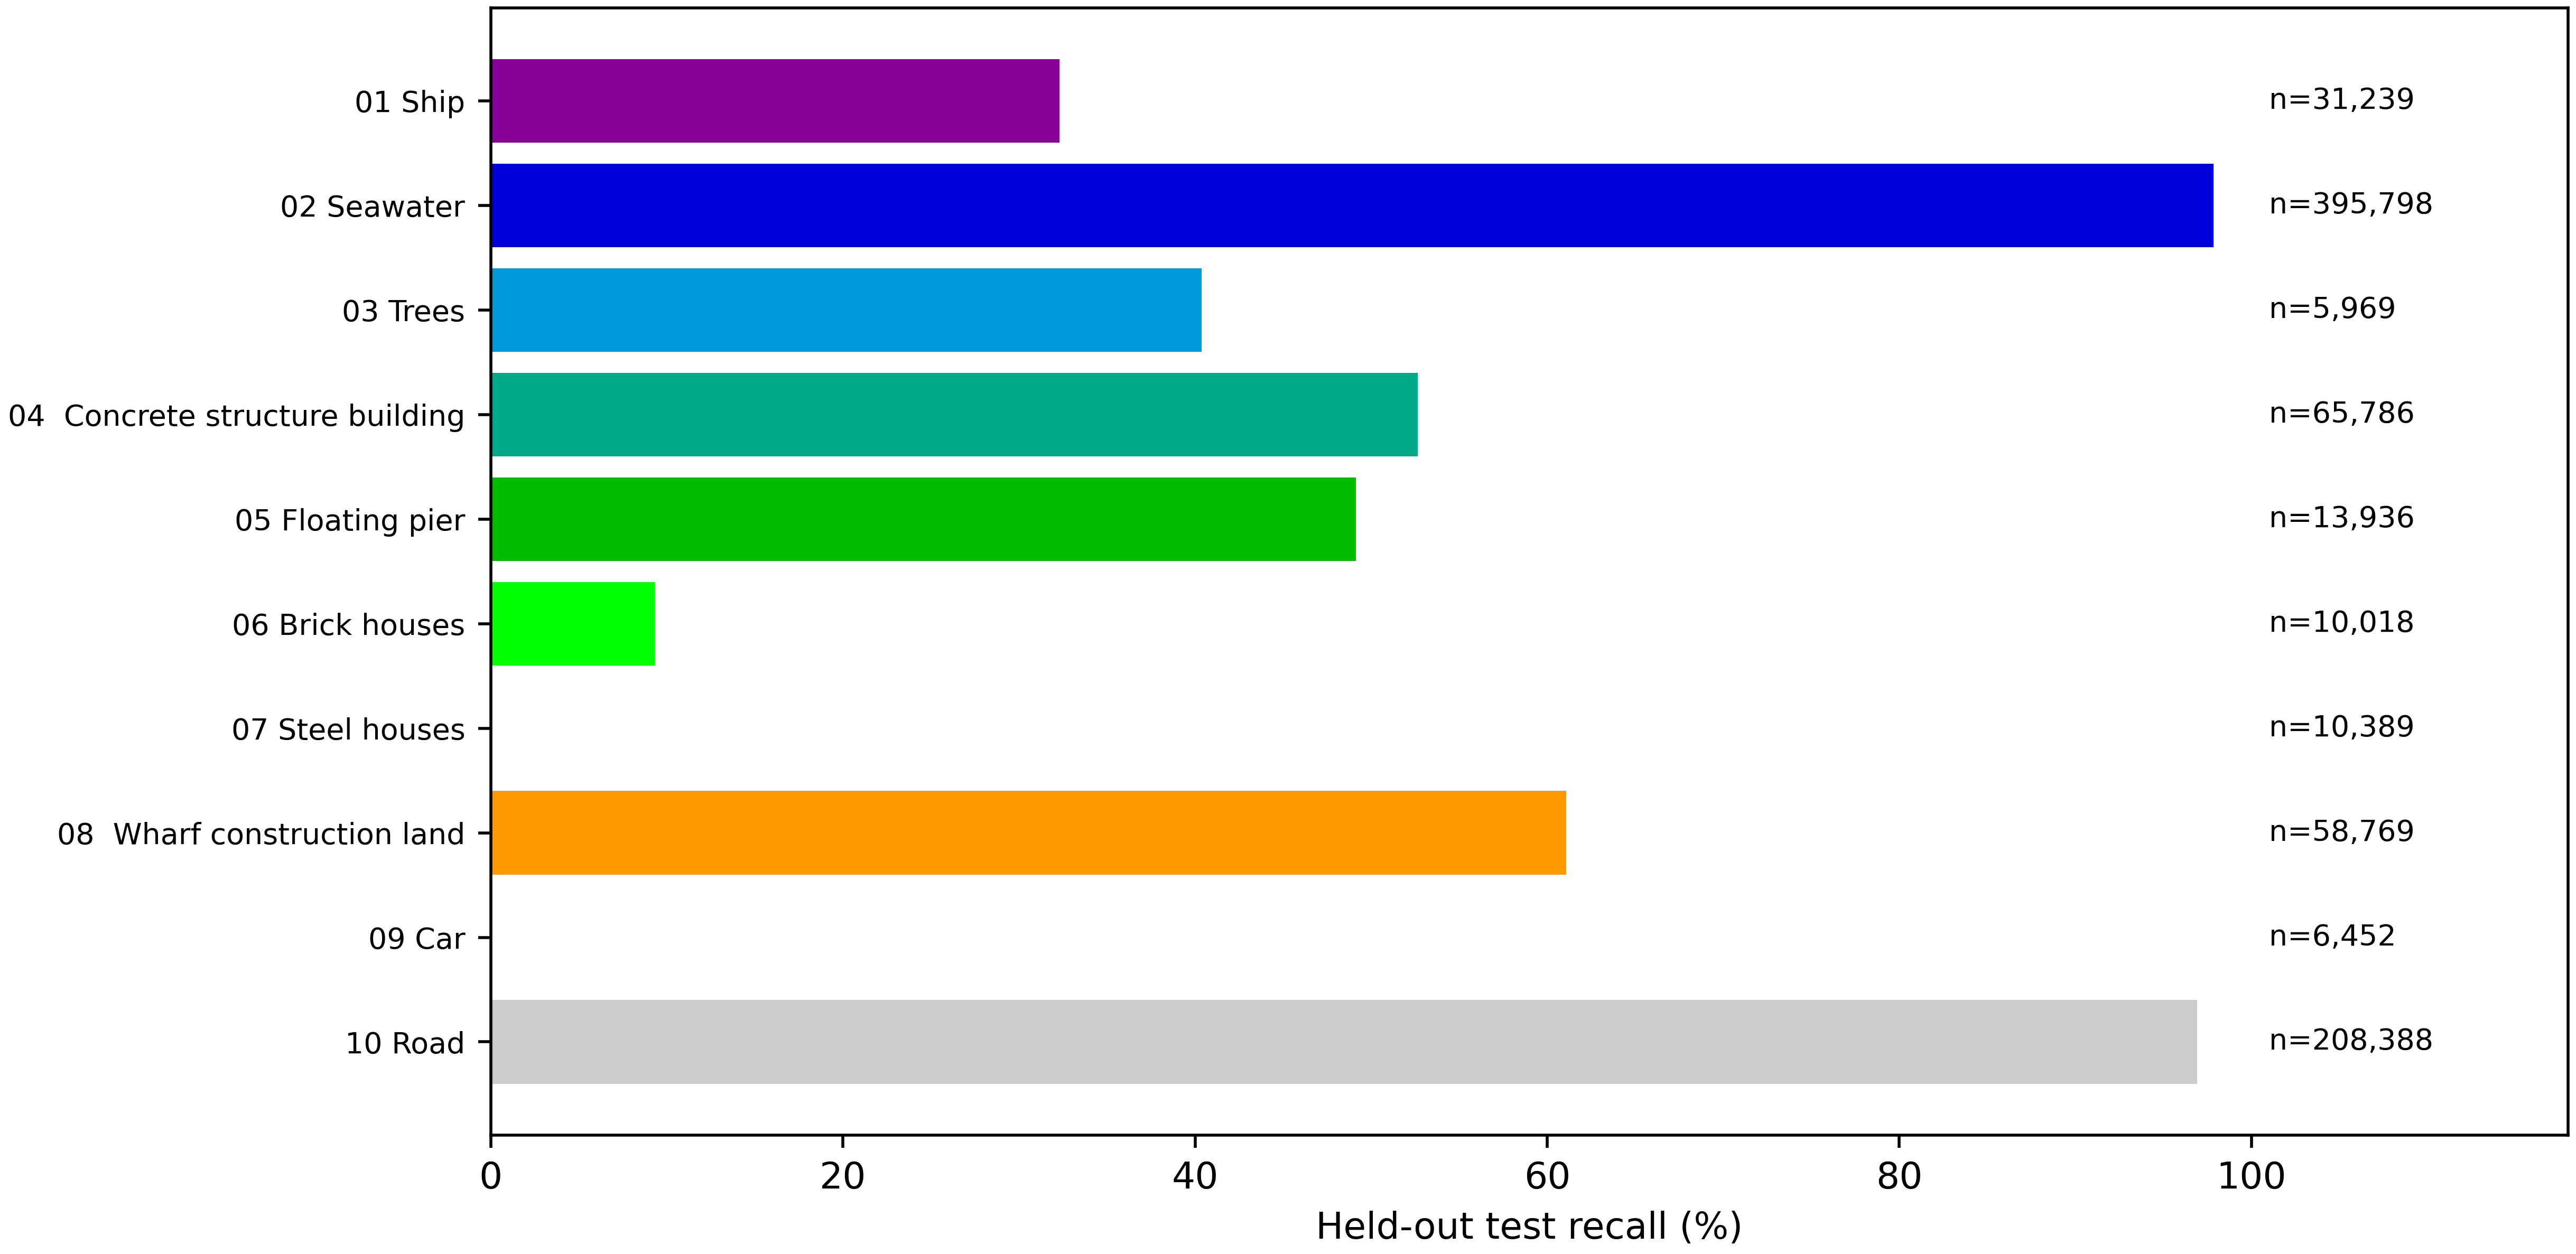 01 Ship n=31,239
02 Seawater n=395,798
03 Trees n=5,969
04  Concrete structure building n=65,786
05 Floating pier n=13,936
06 Brick houses n=10,018
07 Steel houses n=10,389
08  Wharf construction land n=58,769
09 Car n=6,452
10 Road n=208,388
0 20 40 60 80 100
Held-out test recall (%)